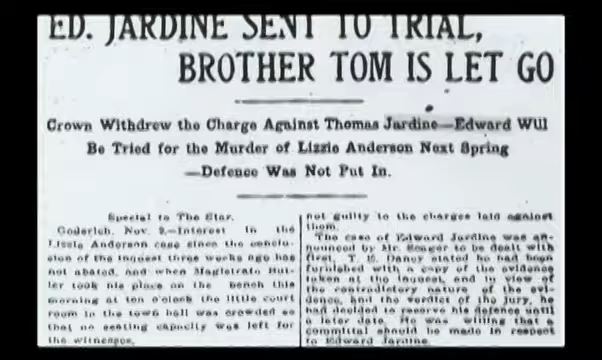 ED. JARDINE SENT TO TRIAL,
BROTHER TOM IS LET GO
Crown Withdrew the Charge Against Thomas Jardine—Edward Will
Be Tried for the Murder of Lizzie Anderson Next Spring
—Defence Was Not Put In.
Special to The Star.
Goderich, Nov. 9.—Interest in the
Lizzie Anderson case since the conclu-
sion of the inquest three weeks ago has
not abated, and when Magistrate
took his place on the bench this
morning at ten o'clock the little court
room in the town hall was crowded so
that no seating capacity was left for
the witnesses.
not guilty to the charges laid against
them.
The case of Edward Jardine was an-
nounced by Mr. Seager to be dealt with
first. Dancy stated he had been
furnished with a copy of the evidence
taken at the inquest, and in view of
the contradictory nature of the evi-
dence, and the verdict of the jury, he
had decided to reserve his defence until
a later date. He was willing that a
committal should be made in respect
to Edward Jardine.